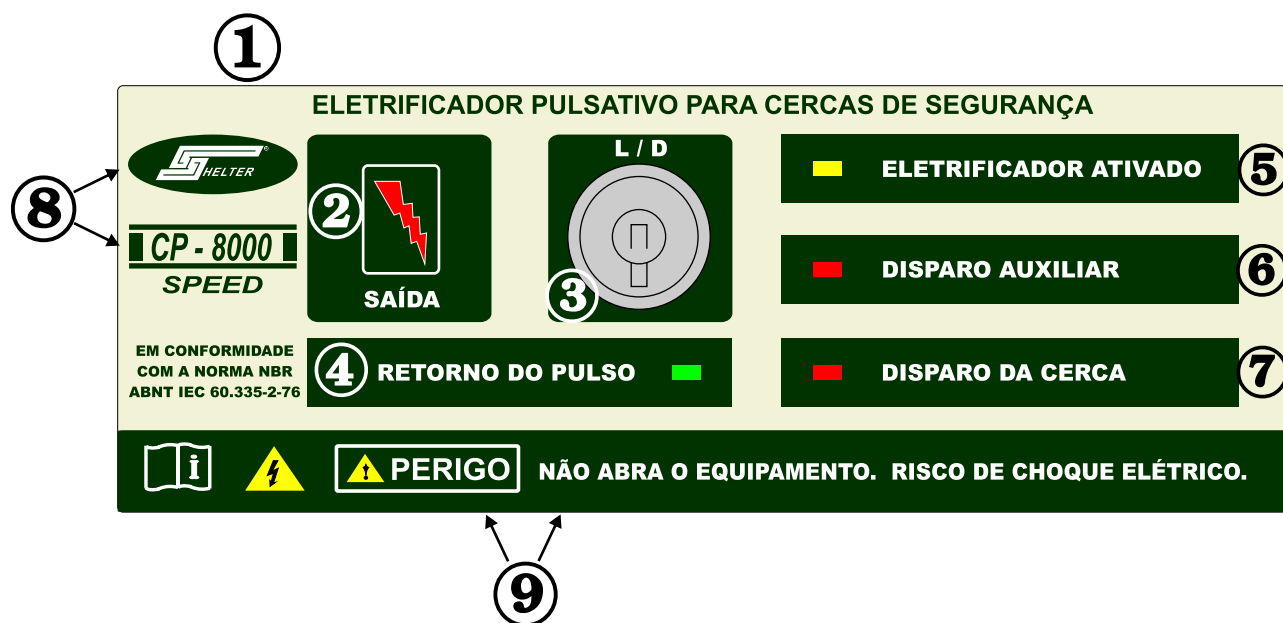 1
ELETRIFICADOR PULSATIVO PARA CERCAS DE SEGURANÇA
SHELTER®
8
CP - 8000
SPEED
EM CONFORMIDADE
COM A NORMA NBR
ABNT IEC 60.335-2-76
2
SAÍDA
L / D
3
4 RETORNO DO PULSO
ELETRIFICADOR ATIVADO 5
DISPARO AUXILIAR 6
DISPARO DA CERCA 7
i
PERIGO NÃO ABRA O EQUIPAMENTO. RISCO DE CHOQUE ELÉTRICO.
9